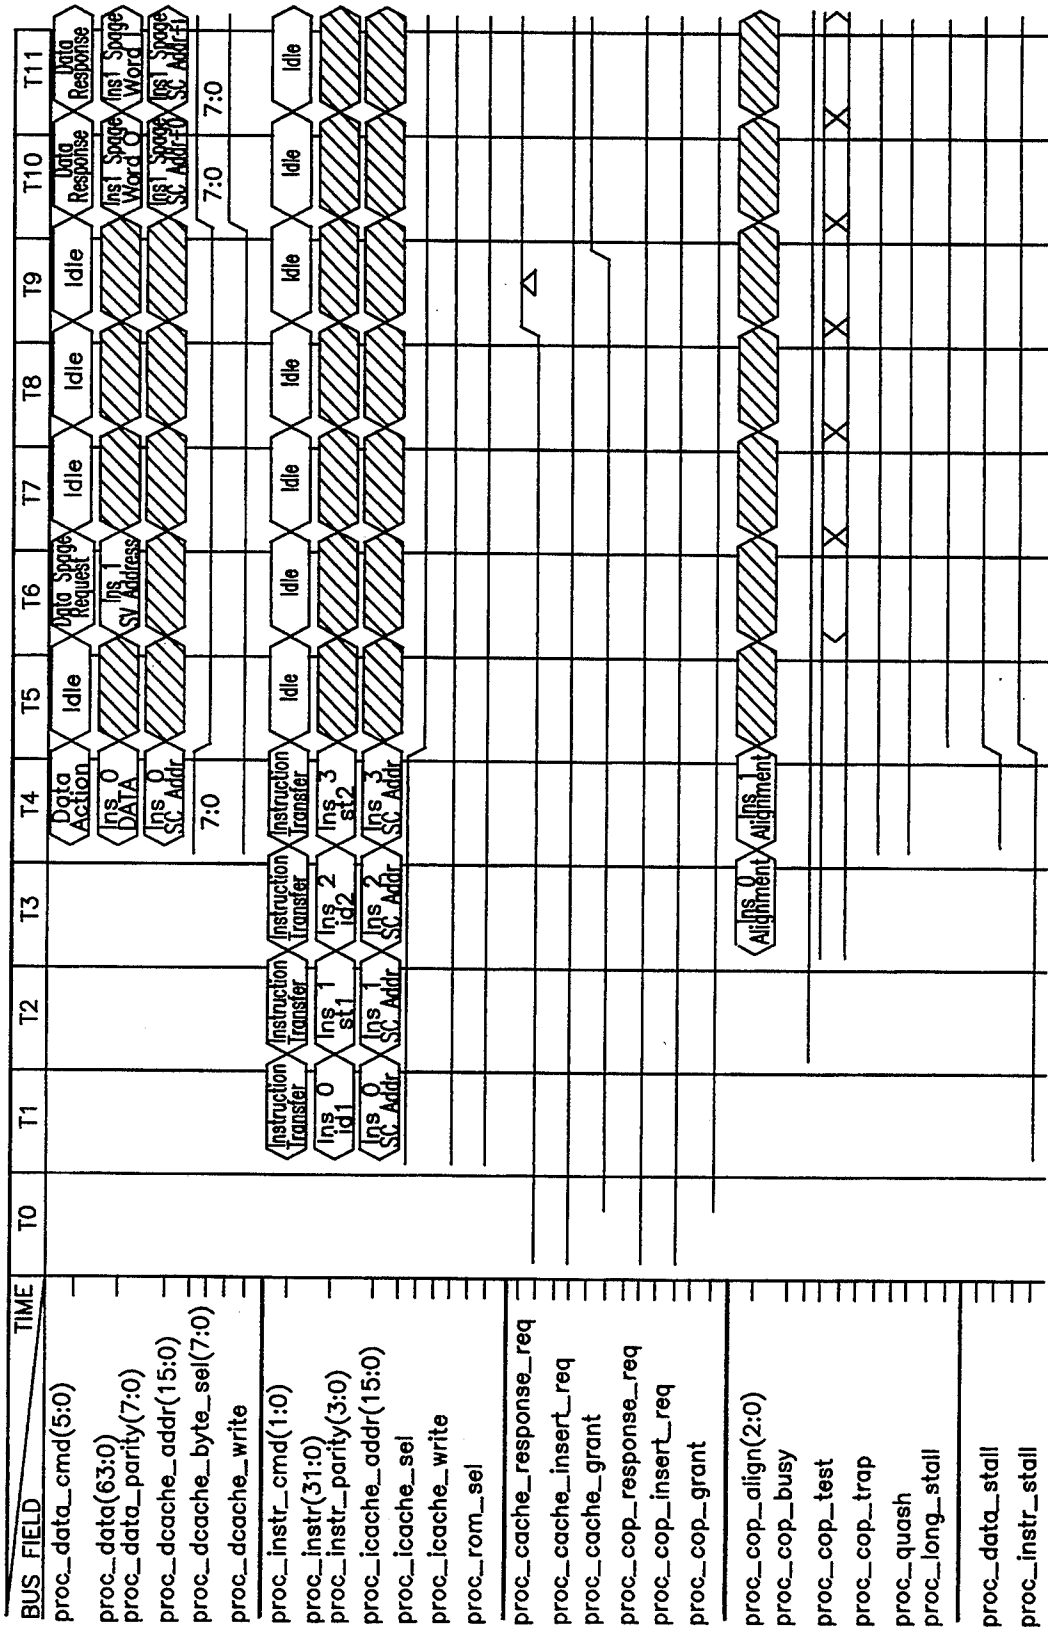 BUS FIELD
TIME
T0
T1
T2
T3
T4
T5
T6
T7
T8
T9
T10
T11
proc_data_cmd(5:0)
Data
Action
Idle
Data Spage
Request
Idle
Idle
Idle
Data
Response
Data
Response
proc_data(63:0)
proc_data_parity(7:0)
Ins 0
DATA
Ins 1
SV Address
Ins1 Spage
Word 0
Ins1 Spage
Word 1
proc_dcache_addr(15:0)
Ins 0
SC Addr
Ins1 Spage
SC Addr+0
Ins1 Spage
SC Addr+1
proc_dcache_byte_sel(7:0)
7:0
7:0
7:0
proc_dcache_write
proc_instr_cmd(1:0)
Instruction
Transfer
Instruction
Transfer
Instruction
Transfer
Instruction
Transfer
Idle
Idle
Idle
Idle
Idle
Idle
Idle
proc_instr(31:0)
proc_instr_parity(3:0)
Ins 0
id1
Ins 1
st1
Ins 2
id2
Ins 3
st2
proc_icache_addr(15:0)
Ins 0
SC Addr
Ins 1
SC Addr
Ins 2
SC Addr
Ins 3
SC Addr
proc_icache_sel
proc_icache_write
proc_rom_sel
proc_cache_response_req
proc_cache_insert_req
proc_cache_grant
proc_cop_response_req
proc_cop_insert_req
proc_cop_grant
proc_cop_align(2:0)
Ins 0
Alignment
Ins 1
Alignment
proc_cop_busy
proc_cop_test
proc_cop_trap
proc_quash
proc_long_stall
proc_data_stall
proc_instr_stall